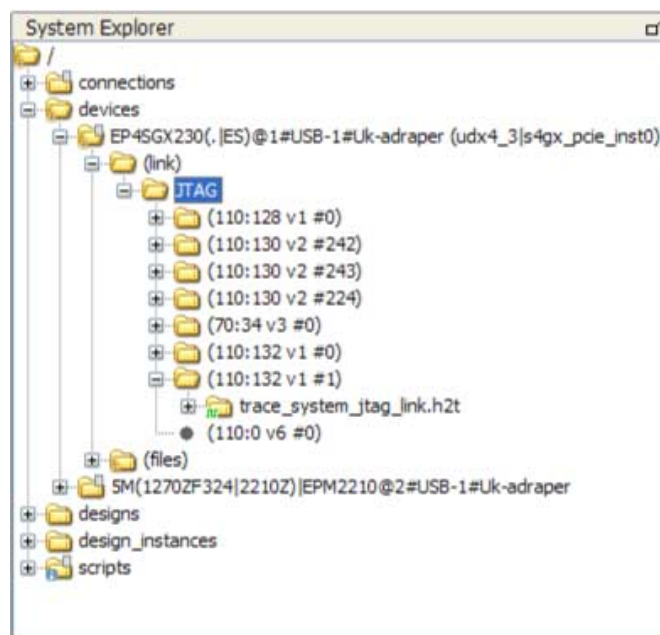 System Explorer
/
connections
devices
EP4SGX230(.|ES)@1#USB-1#Uk-adraper (udx4_3|s4gx_pcie_inst0)
(link)
JTAG
(110:128 v1 #0)
(110:130 v2 #242)
(110:130 v2 #243)
(110:130 v2 #224)
(70:34 v3 #0)
(110:132 v1 #0)
(110:132 v1 #1)
trace_system_jtag_link.h2t
(110:0 v6 #0)
(files)
5M(1270ZF324|2210Z)|EPM2210@2#USB-1#Uk-adraper
designs
design_instances
scripts